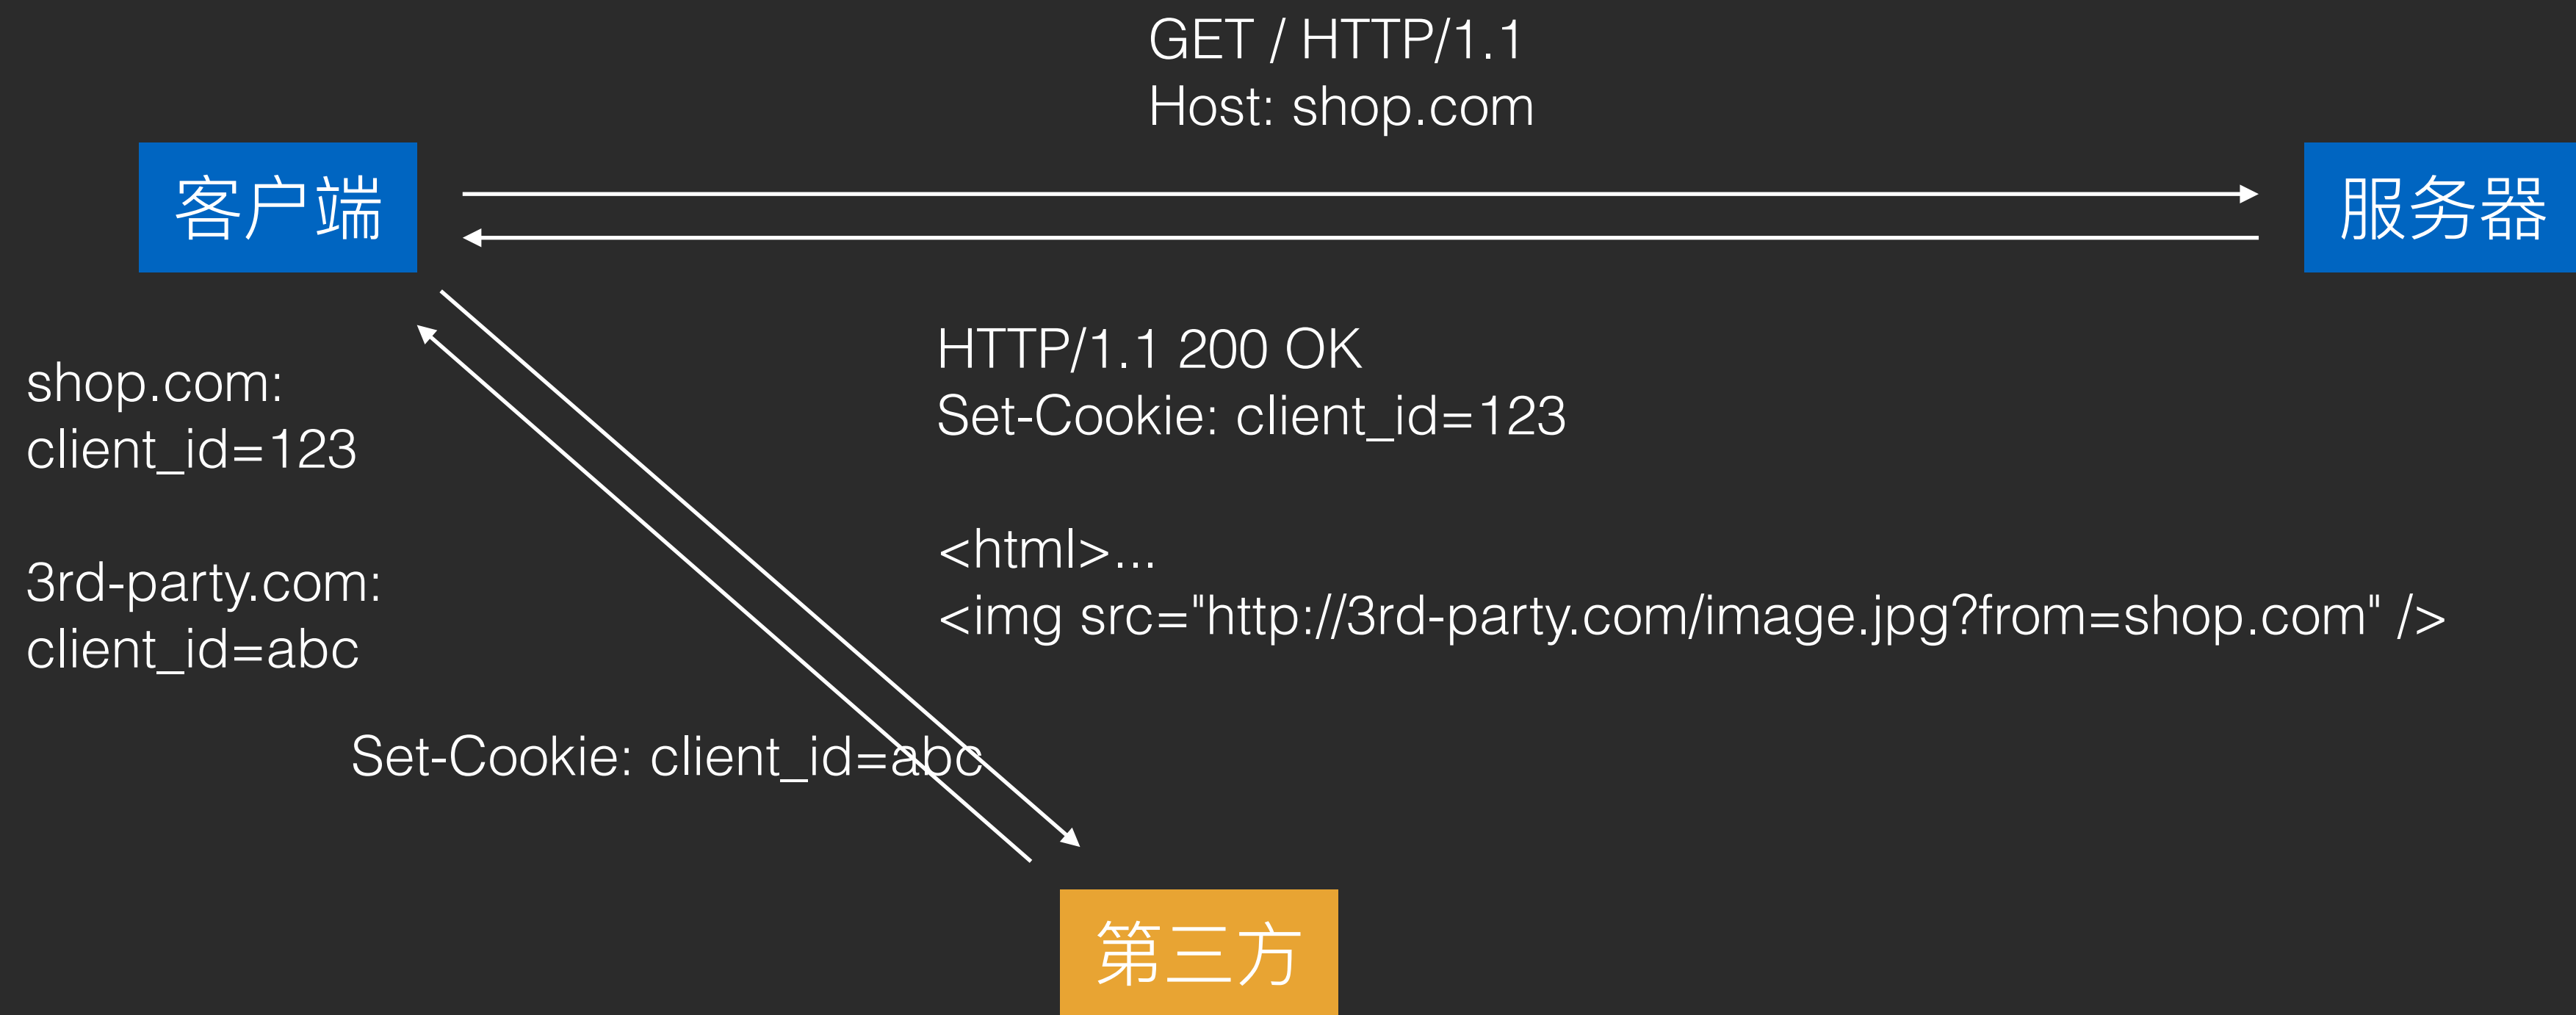 GET / HTTP/1.1
Host: shop.com
客户端
服务器
shop.com:
client_id=123
3rd-party.com:
client_id=abc
HTTP/1.1 200 OK
Set-Cookie: client_id=123
<html>...
<img src="http://3rd-party.com/image.jpg?from=shop.com" />
Set-Cookie: client_id=abc
第三方